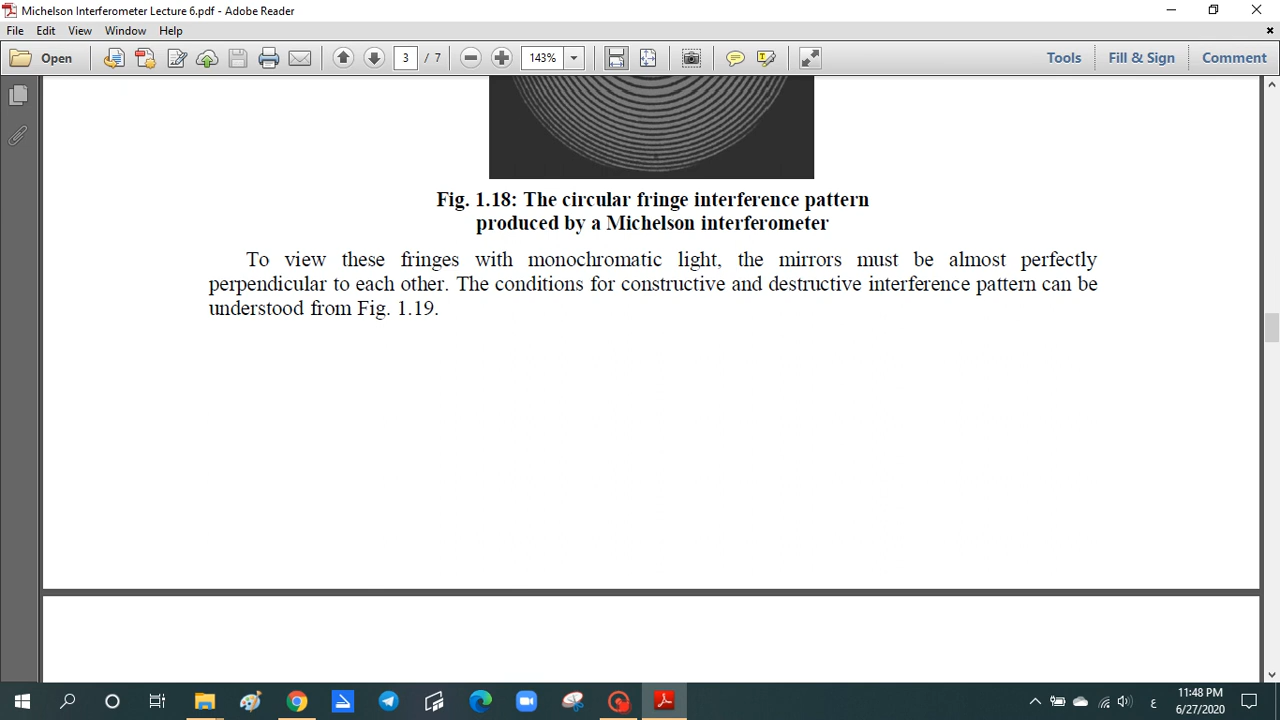 Michelson Interferometer Lecture 6.pdf - Adobe Reader
File Edit View Window Help
Open 3 / 7 143% Tools Fill & Sign Comment
Fig. 1.18: The circular fringe interference pattern
produced by a Michelson interferometer
To view these fringes with monochromatic light, the mirrors must be almost perfectly
perpendicular to each other. The conditions for constructive and destructive interference pattern can be
understood from Fig. 1.19.
ع 11:48 PM
6/27/2020